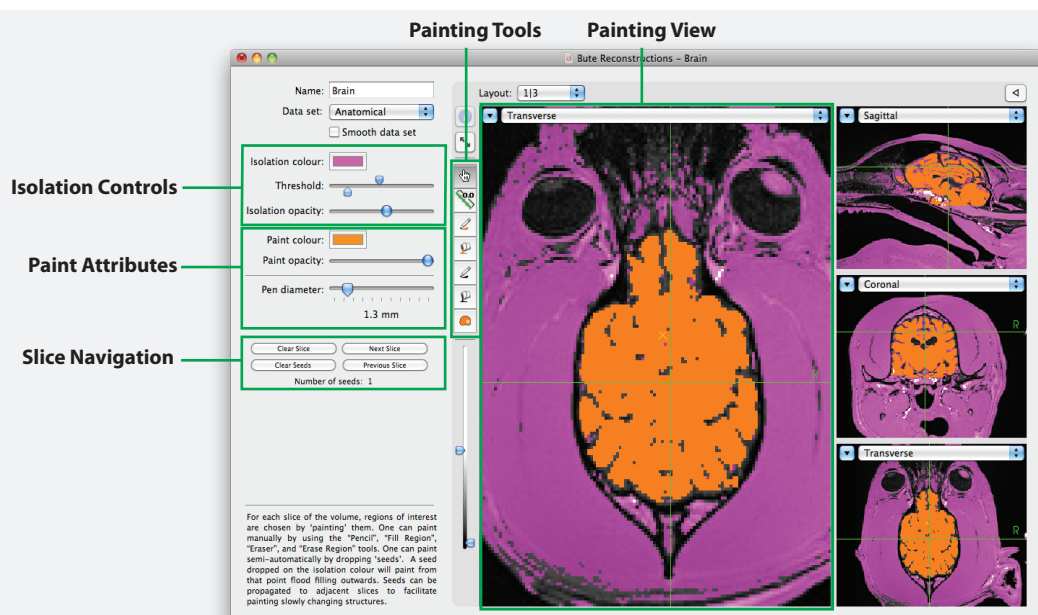 Painting Tools
Painting View
Bute Reconstructions – Brain
Name: Brain
Layout: 1|3
Data set: Anatomical
Smooth data set
Transverse
Sagittal
Isolation Controls
Isolation colour:
Threshold:
Isolation opacity:
0.0
Paint Attributes
Paint colour:
Paint opacity:
Pen diameter:
1.3 mm
Coronal
R
Slice Navigation
Clear Slice
Next Slice
Clear Seeds
Previous Slice
Number of seeds: 1
Transverse
R
For each slice of the volume, regions of interest
are chosen by 'painting' them. One can paint
manually by using the "Pencil", "Fill Region",
"Eraser", and "Erase Region" tools. One can paint
semi-automatically by dropping 'seeds'. A seed
dropped on the isolation colour will paint from
that point flood filling outwards. Seeds can be
propagated to adjacent slices to facilitate
painting slowly changing structures.